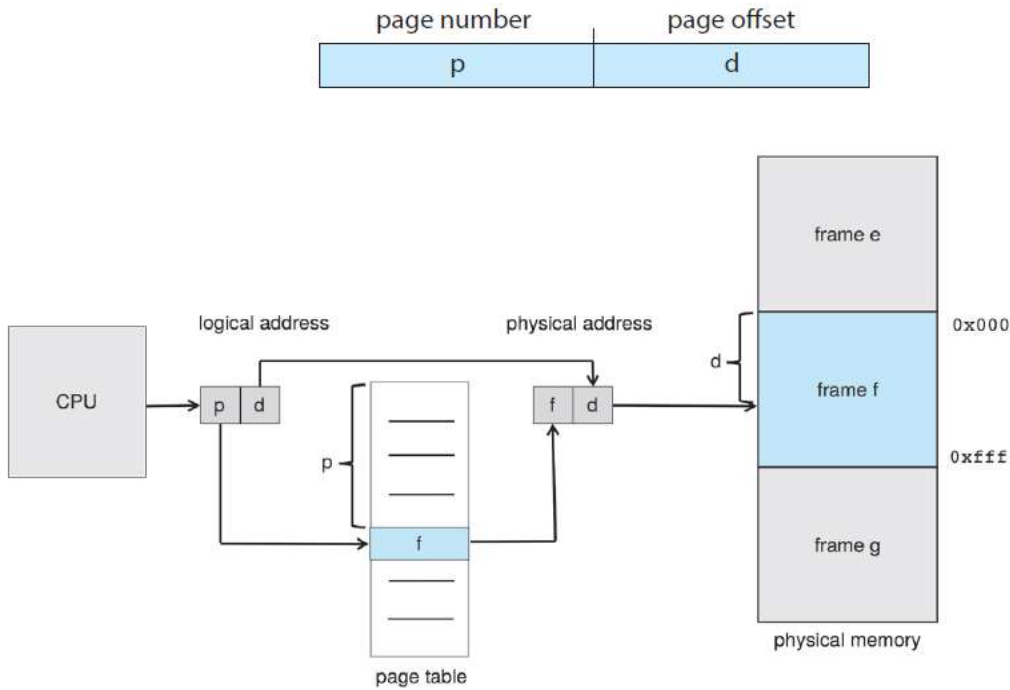 page number page offset
p d
frame e
logical address physical address
0x000
d
CPU
p d
f d
frame f
p
0xfff
f
frame g
physical memory
page table